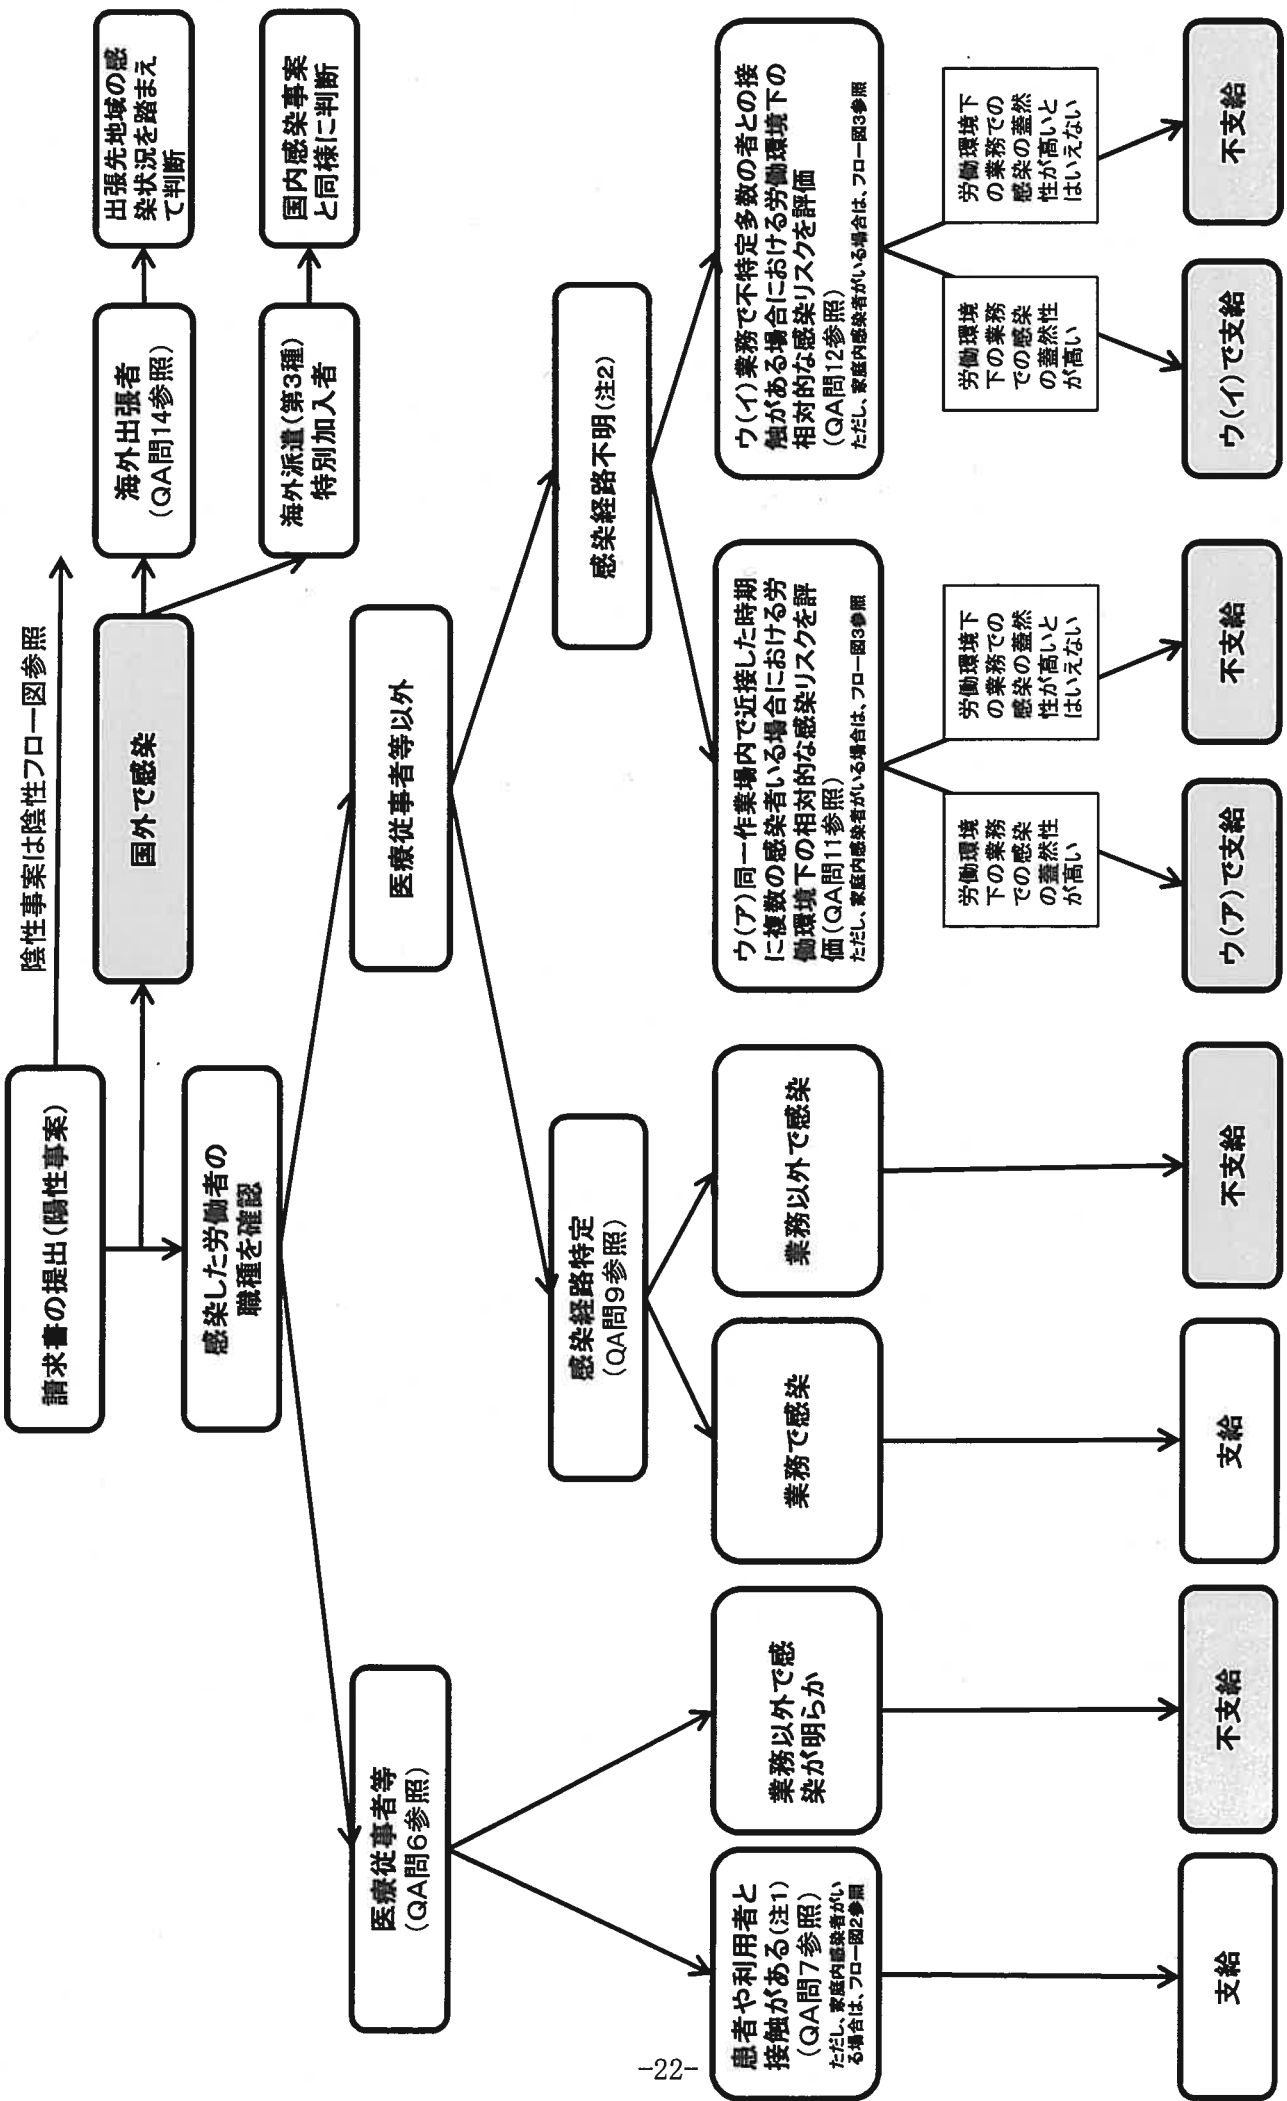 請求書の提出(陽性事案)
陰性事案は陰性フロー図参照
国外で感染
海外出張者
(QA問14参照)
出張先地域の感
染状況を踏まえ
て判断
海外派遣(第3種)
特別加入者
国内感染事案
と同様に判断
感染した労働者の
職種を確認
医療従事者等
(QA問6参照)
医療従事者等以外
感染経路特定
(QA問9参照)
感染経路不明(注2)
患者や利用者と
接触がある(注1)
(QA問7参照)
ただし、家庭内感染者がい
る場合は、フロー図2参照
業務以外で感
染が明らか
業務で感染
業務以外で感染
ウ(ア)同一作業場内で近接した時期
に複数の感染者いる場合における労
働環境下の相対的な感染リスクを評
価(QA問11参照)
ただし、家庭内感染者がいる場合は、フロー図3参照
ウ(イ)業務で不特定多数の者との接
触がある場合における労働環境下の
相対的な感染リスクを評価
(QA問12参照)
ただし、家庭内感染者がいる場合は、フロー図3参照
労働環境
下の業務
での感染
の蓋然性
が高い
労働環境下
の業務での
感染の蓋然
性が高いと
はいえない
労働環境
下の業務
での感染
の蓋然性
が高い
労働環境下
の業務での
感染の蓋然
性が高いと
はいえない
支給
不支給
支給
不支給
ウ(ア)で支給
不支給
ウ(イ)で支給
不支給
-22-